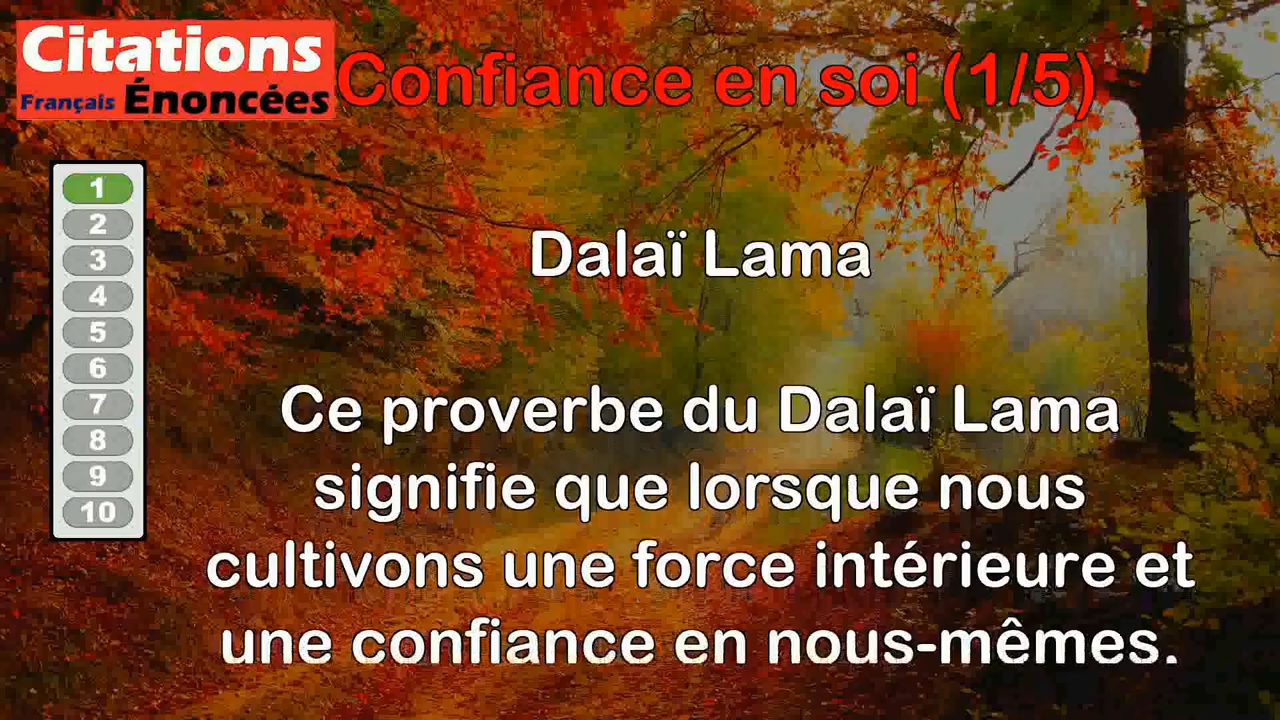 Citations
Français Énoncées
Confiance en soi (1/5)
1
2
3
4
5
6
7
8
9
10
Dalaï Lama
Ce proverbe du Dalaï Lama
signifie que lorsque nous
cultivons une force intérieure et
une confiance en nous-mêmes.